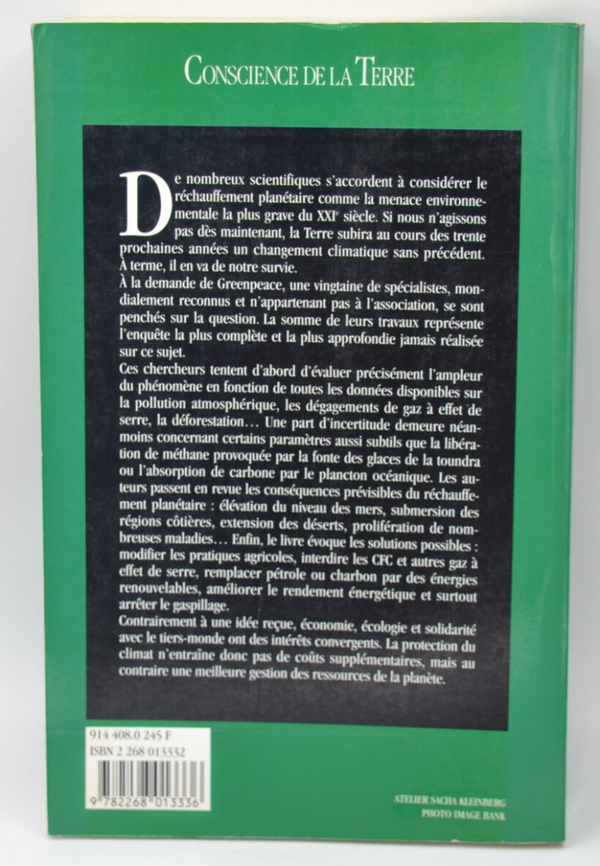 CONSCIENCE DE LA TERRE
De nombreux scientifiques s'accordent à considérer le
réchauffement planétaire comme la menace environne-
mentale la plus grave du XXIe siècle. Si nous n'agissons
pas dès maintenant, la Terre subira au cours des trente
prochaines années un changement climatique sans précédent.
À terme, il en va de notre survie.
À la demande de Greenpeace, une vingtaine de spécialistes, mon-
dialement reconnus et n'appartenant pas à l'association, se sont
penchés sur la question. La somme de leurs travaux représente
l'enquête la plus complète et la plus approfondie jamais réalisée
sur ce sujet.
Ces chercheurs tentent d'abord d'évaluer précisément l'ampleur
du phénomène en fonction de toutes les données disponibles sur
la pollution atmosphérique, les dégagements de gaz à effet de
serre, la déforestation... Une part d'incertitude demeure néan-
moins concernant certains paramètres aussi subtils que la libéra-
tion de méthane provoquée par la fonte des glaces de la toundra
ou l'absorption de carbone par le plancton océanique. Les au-
teurs passent en revue les conséquences prévisibles du réchauffe-
ment planétaire : élévation du niveau des mers, submersion des
régions côtières, extension des déserts, prolifération de nom-
breuses maladies... Enfin, le livre évoque les solutions possibles :
modifier les pratiques agricoles, interdire les CFC et autres gaz à
effet de serre, remplacer pétrole ou charbon par des énergies
renouvelables, améliorer le rendement énergétique et surtout
arrêter le gaspillage.
Contrairement à une idée reçue, économie, écologie et solidarité
avec le tiers-monde ont des intérêts convergents. La protection du
climat n'entraîne donc pas de coûts supplémentaires, mais au
contraire une meilleure gestion des ressources de la planète.
914 408.0 245 F
ISBN 2 268 013332
9 782268 013336
ATELIER SACHA KLEINBERG
PHOTO IMAGE BANK